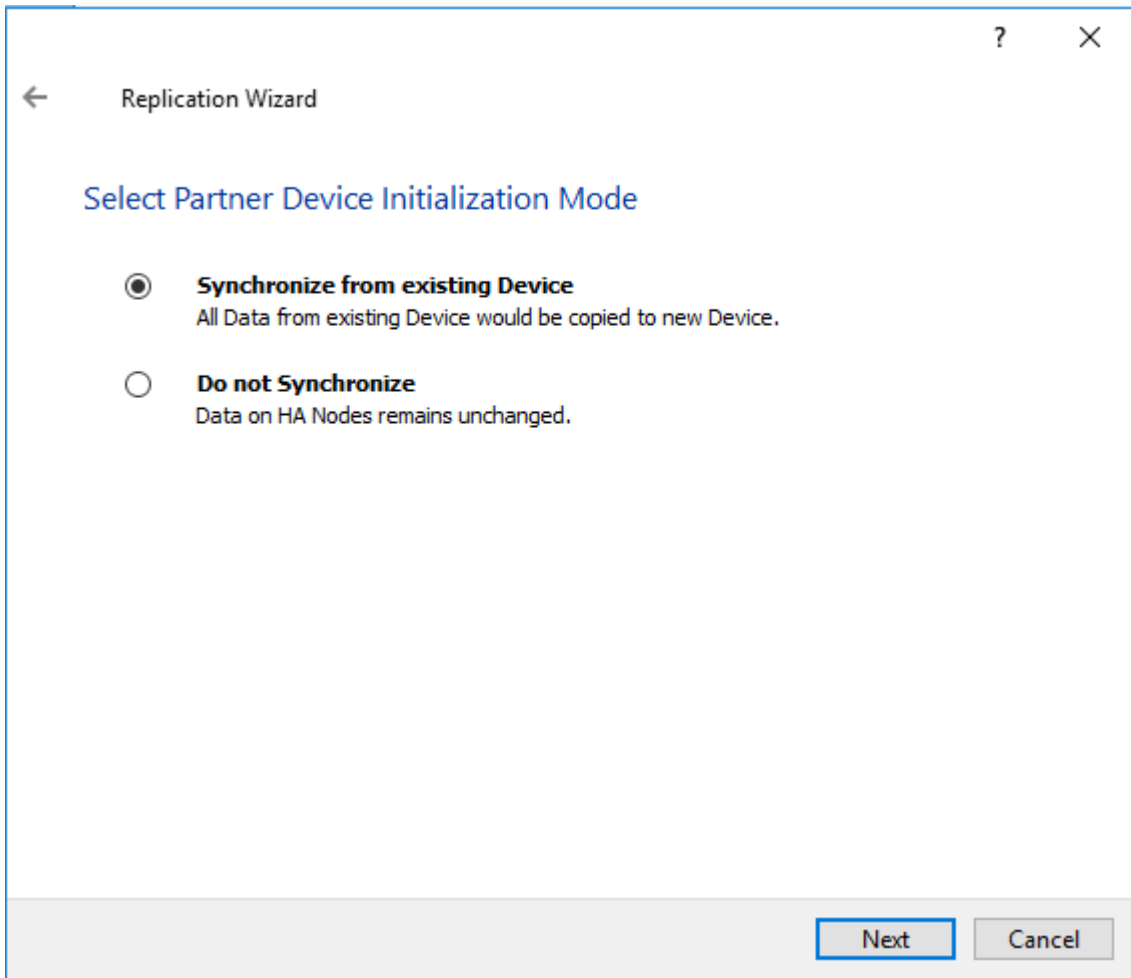 ?
Replication Wizard
Select Partner Device Initialization Mode
Synchronize from existing Device
All Data from existing Device would be copied to new Device.
Do not Synchronize
Data on HA Nodes remains unchanged.
Next Cancel